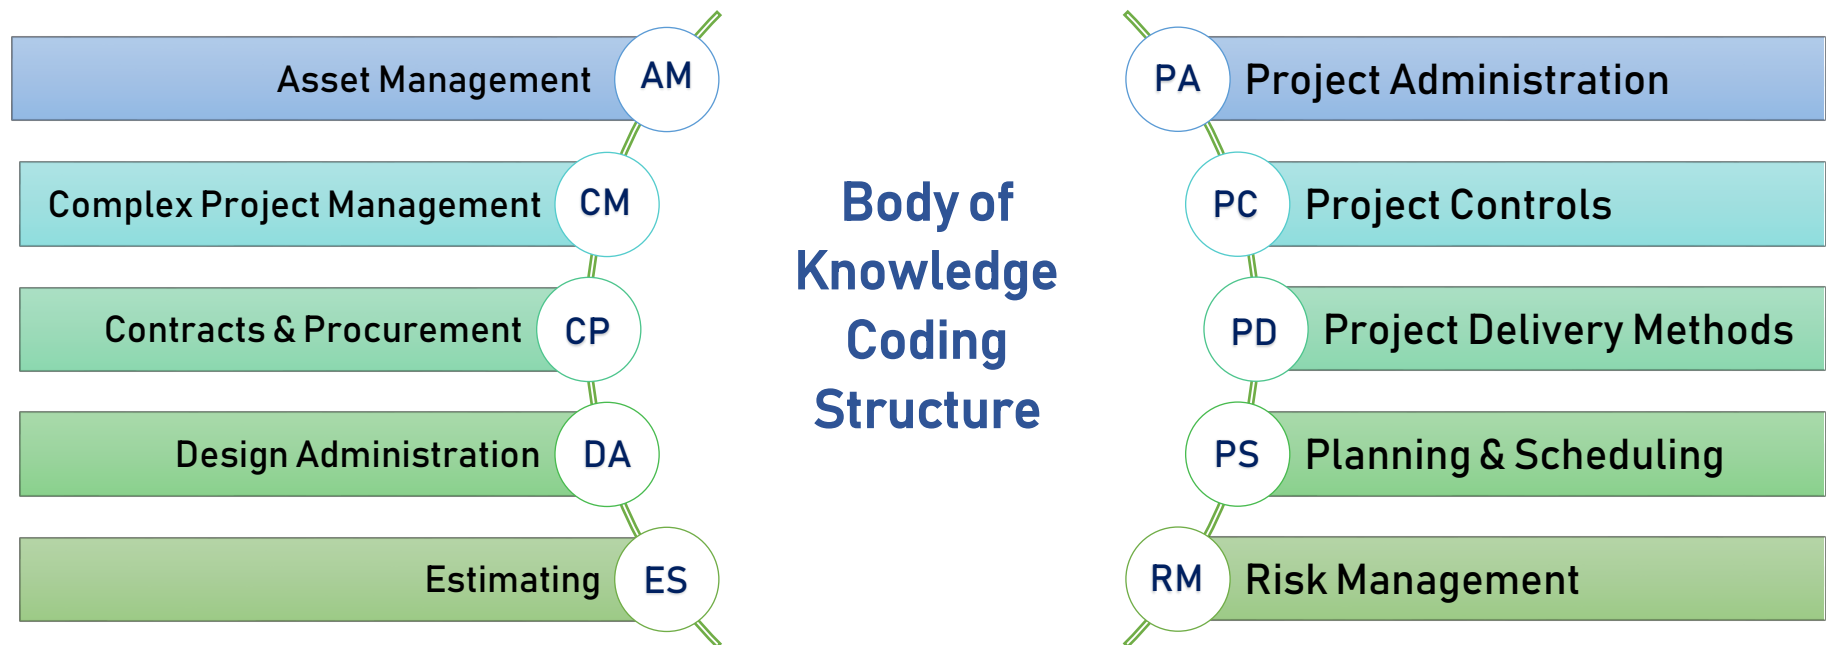 Asset Management AM
Complex Project Management CM
Contracts & Procurement CP
Design Administration DA
Estimating ES
Body of
Knowledge
Coding
Structure
PA Project Administration
PC Project Controls
PD Project Delivery Methods
PS Planning & Scheduling
RM Risk Management